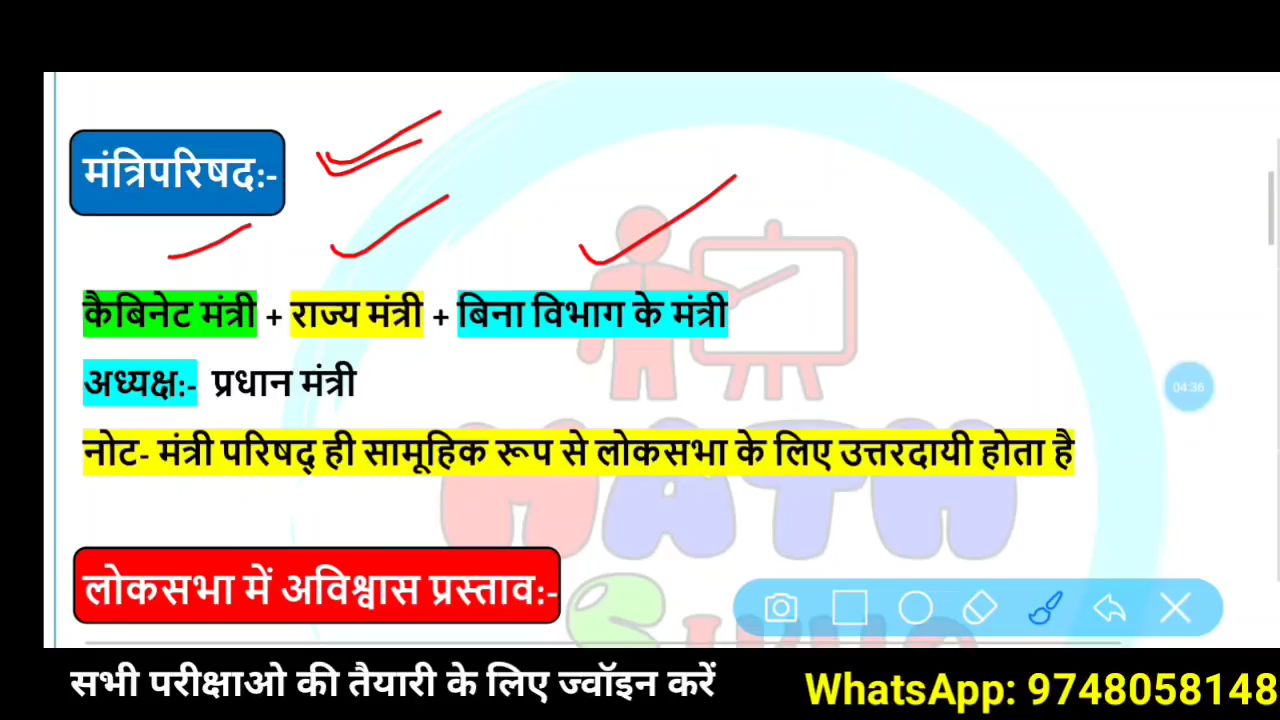 मंत्रिपरिषद:-
कैबिनेट मंत्री + राज्य मंत्री + बिना विभाग के मंत्री
अध्यक्ष:- प्रधान मंत्री
04:36
नोट- मंत्री परिषद् ही सामूहिक रूप से लोकसभा के लिए उत्तरदायी होता है
MATH
लोकसभा में अविश्वास प्रस्ताव:-
सभी परीक्षाओ की तैयारी के लिए ज्वॉइन करें
WhatsApp: 9748058148